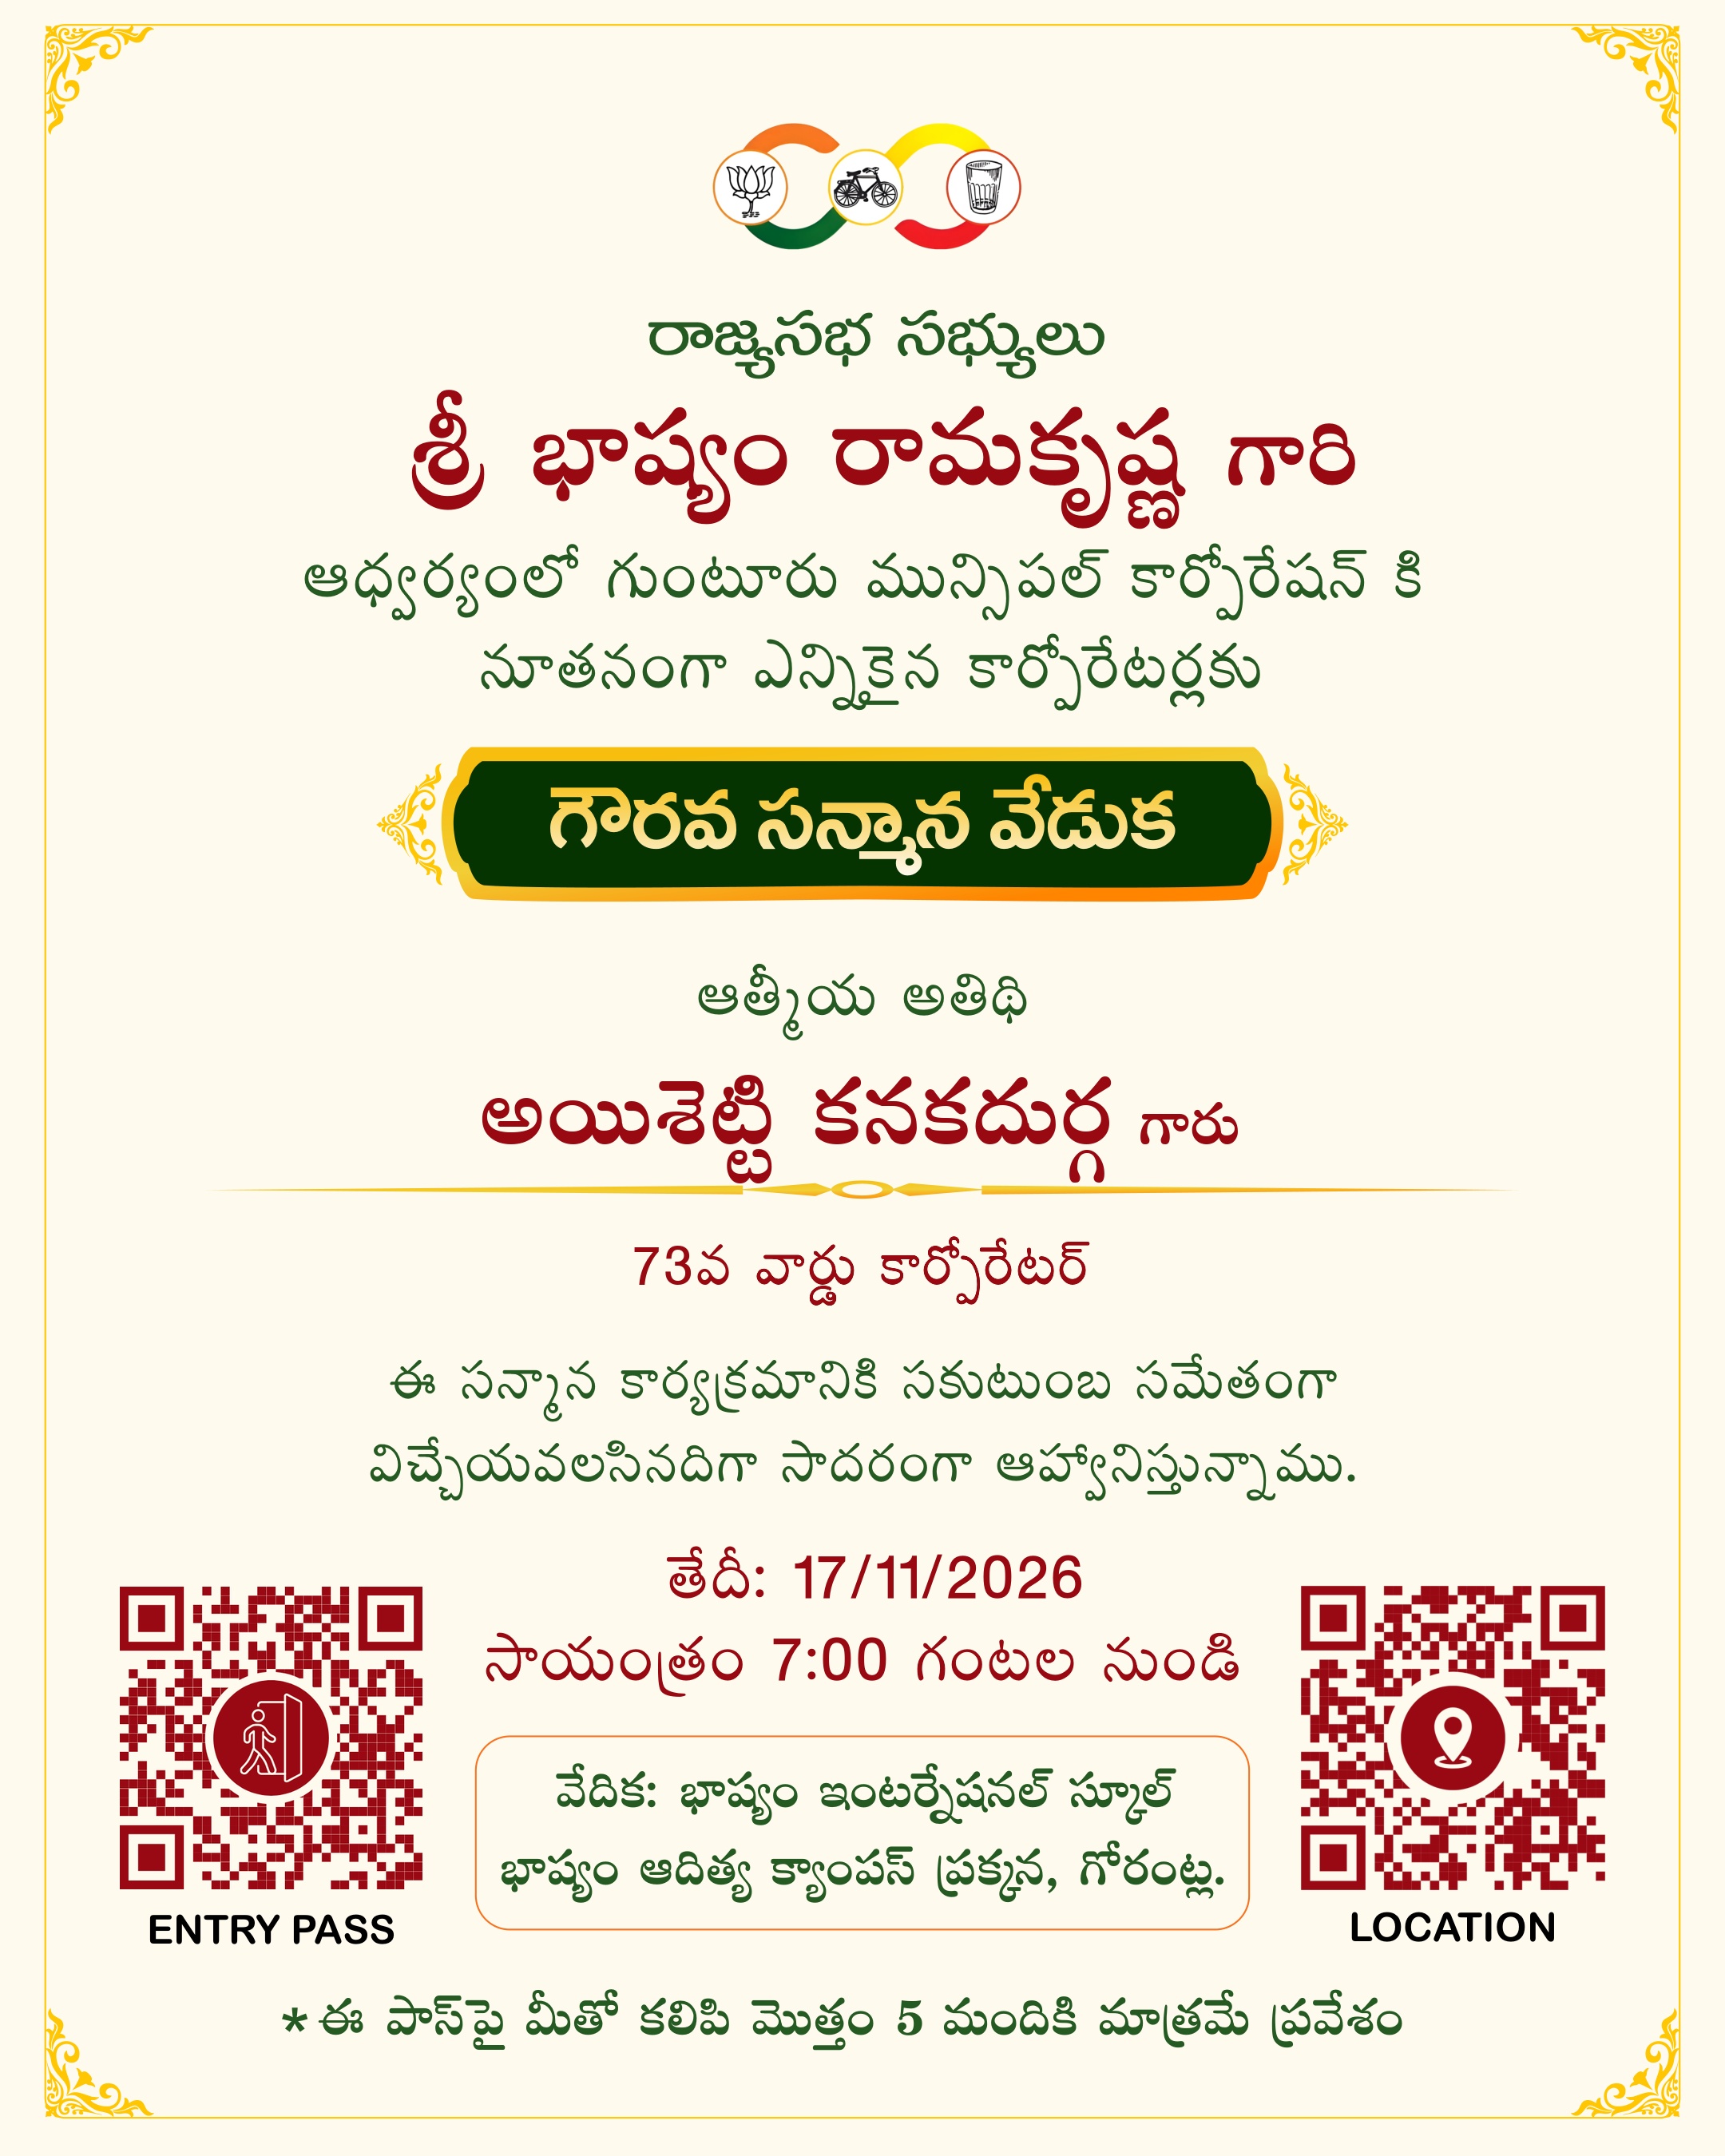 రాజ్యసభ సభ్యులు
శ్రీ భాష్యం రామకృష్ణ గారి
ఆధ్వర్యంలో గుంటూరు మున్సిపల్ కార్పోరేషన్ కి
నూతనంగా ఎన్నికైన కార్పోరేటర్లకు
గౌరవ సన్మాన వేడుక
ఆత్మీయ అతిథి
అయిశెట్టి కనకదుర్గ గారు
73వ వార్డు కార్పోరేటర్
ఈ సన్మాన కార్యక్రమానికి సకుటుంబ సమేతంగా
విచ్చేయవలసినదిగా సాదరంగా ఆహ్వానిస్తున్నాము.
తేదీ: 17/11/2026
సాయంత్రం 7:00 గంటల నుండి
వేదిక: భాష్యం ఇంటర్నేషనల్ స్కూల్
భాష్యం ఆదిత్య క్యాంపస్ ప్రక్కన, గోరంట్ల.
ENTRY PASS
LOCATION
* ఈ పాస్‌పై మీతో కలిపి మొత్తం 5 మందికి మాత్రమే ప్రవేశం